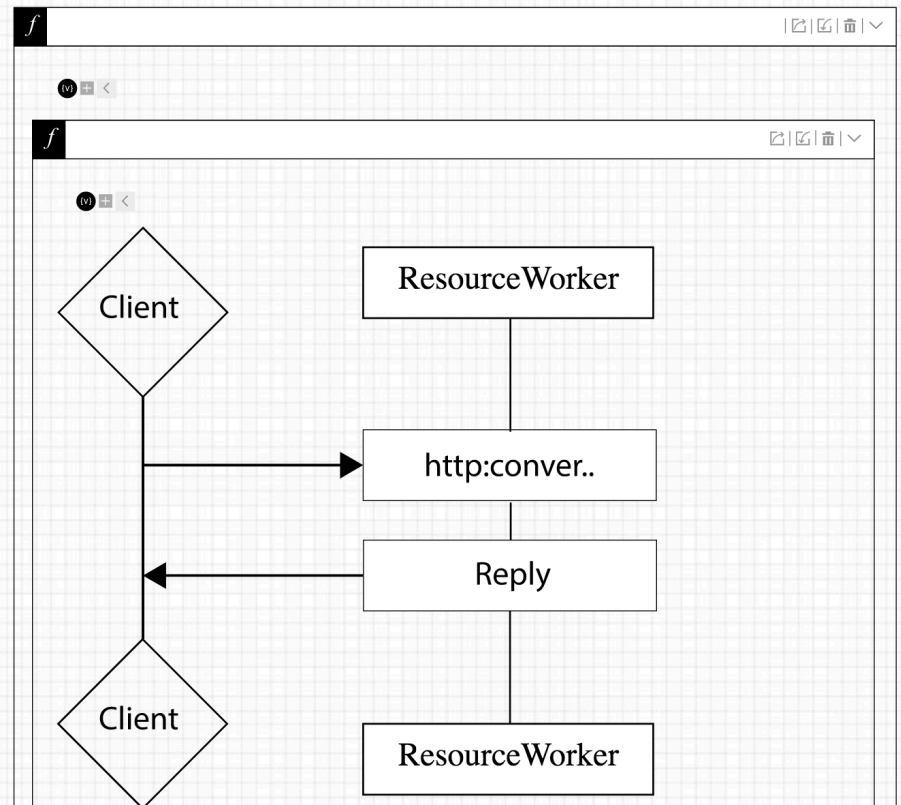 f
{v}
f
{v}
Client
ResourceWorker
http:conver..
Reply
Client
ResourceWorker